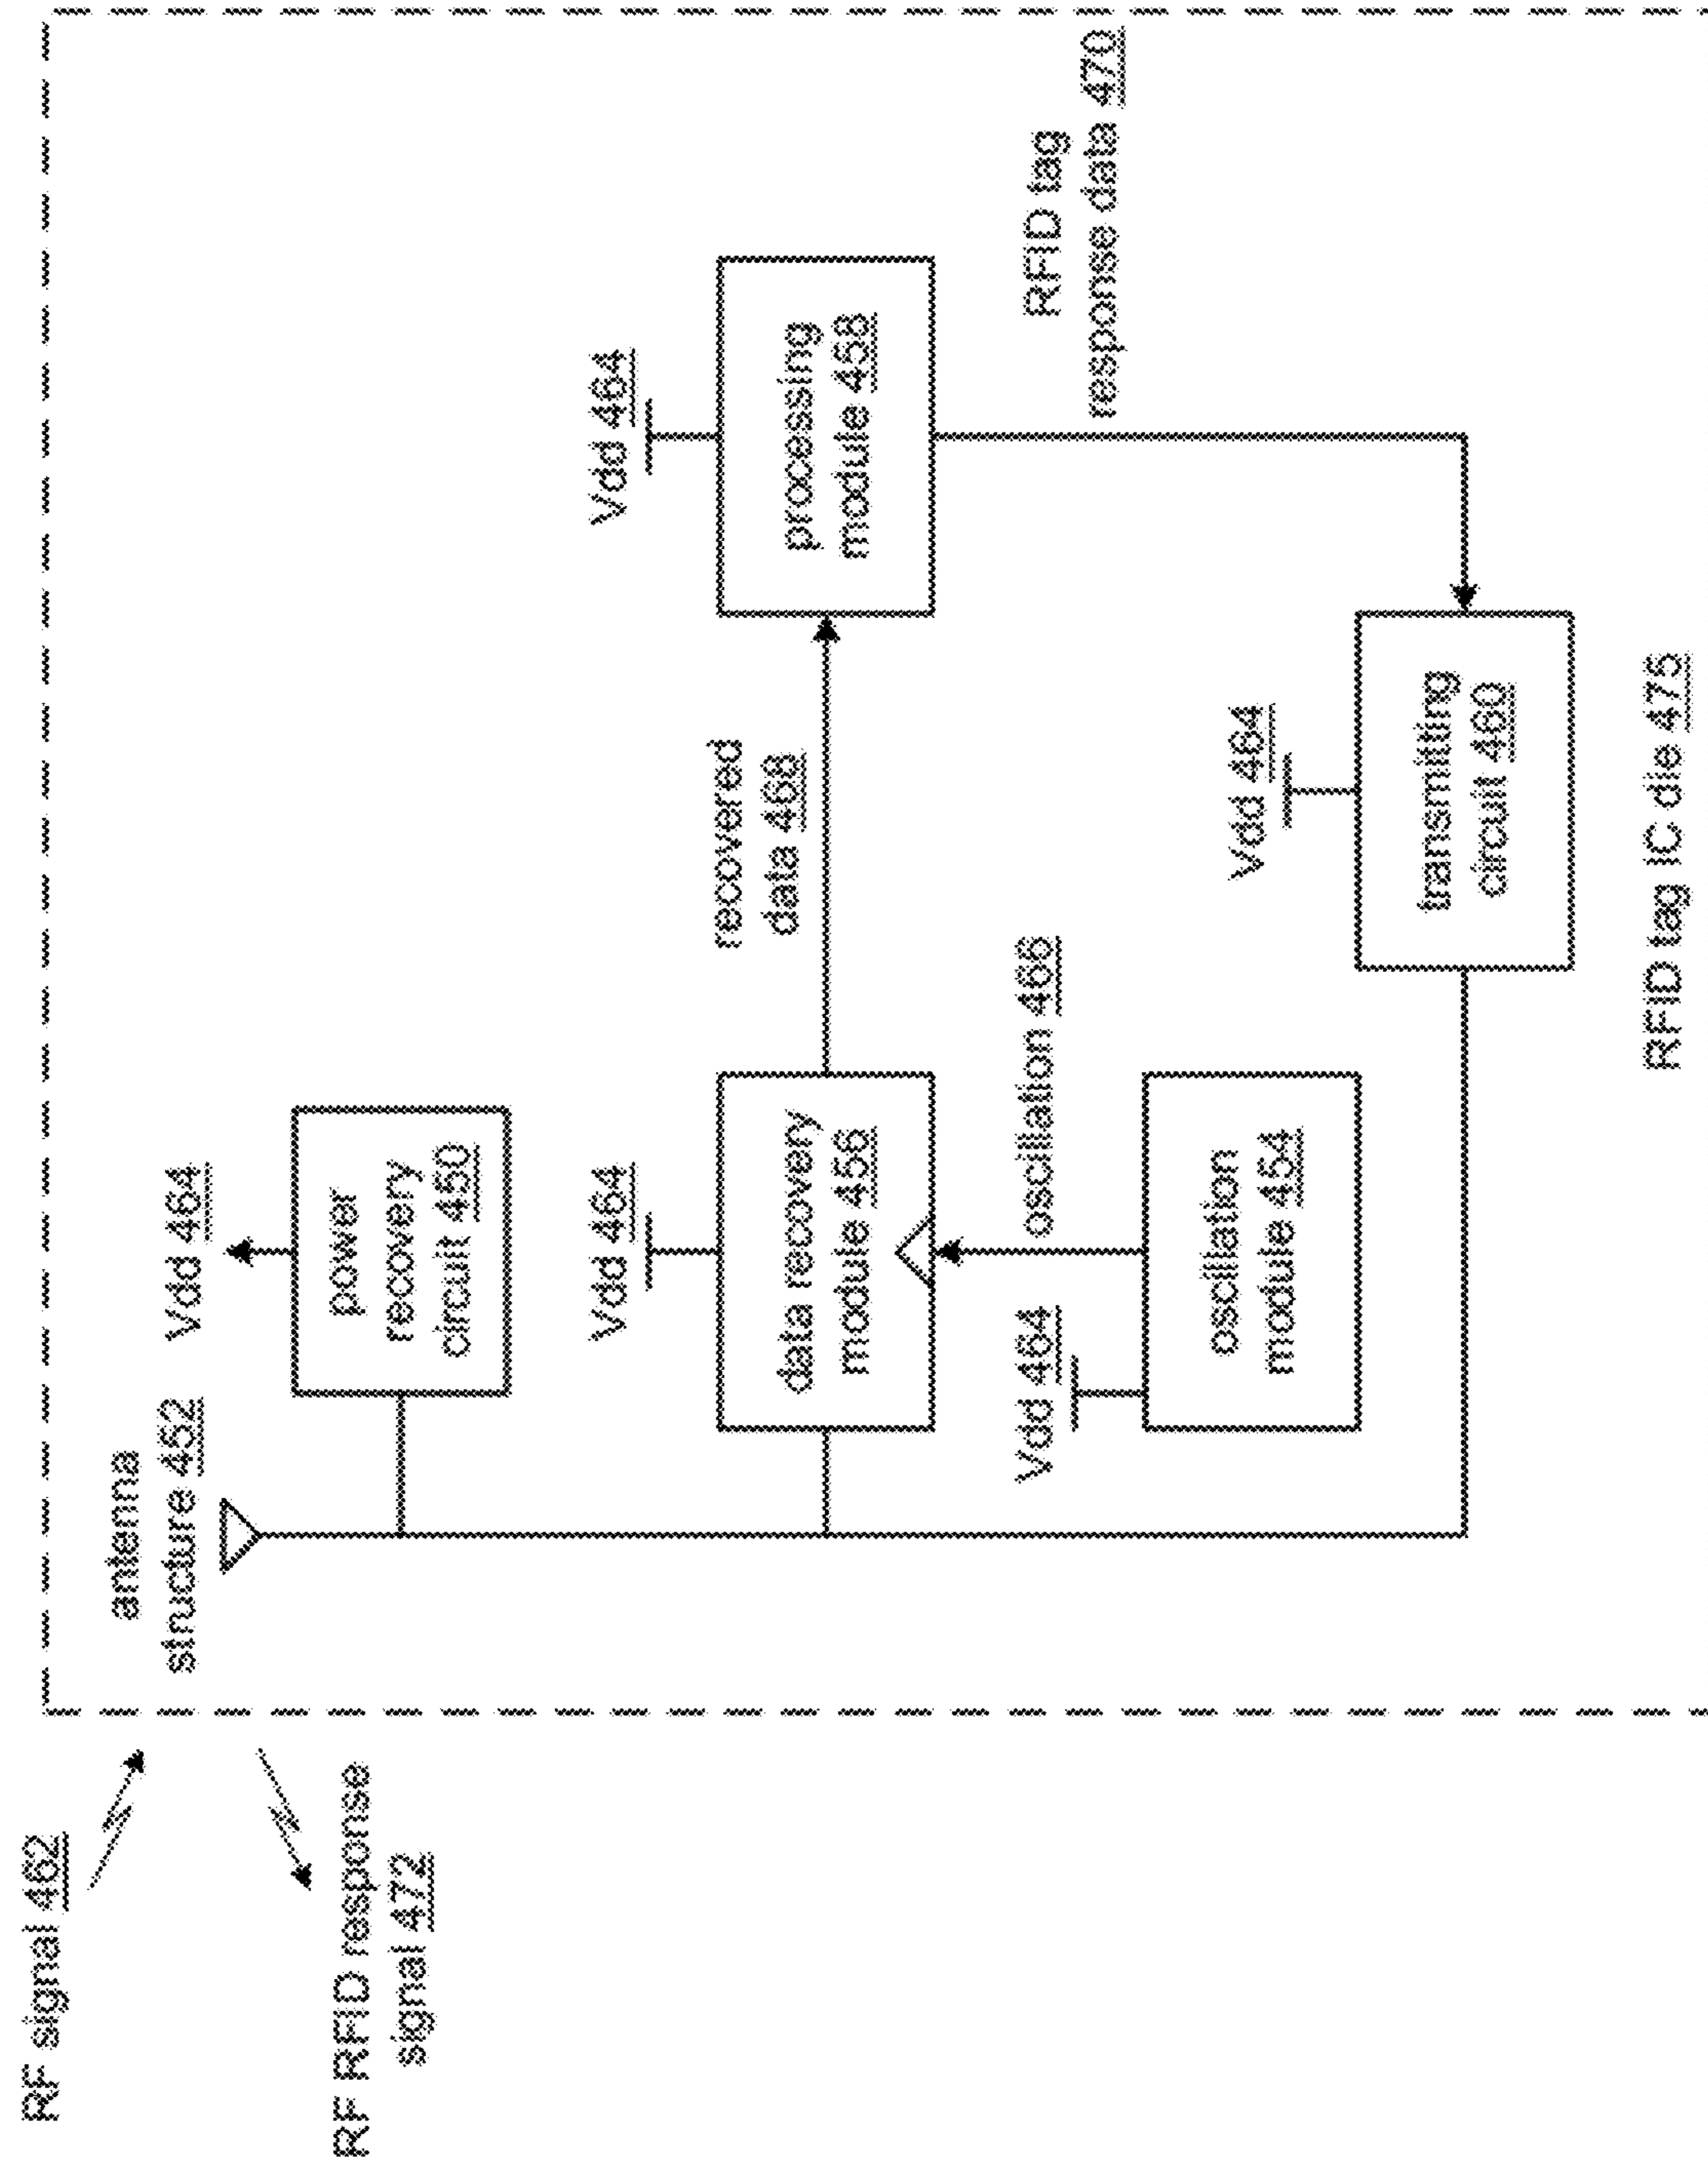 RF signal 462
RF RFID response
signal 472
antenna
structure 452
Vdd 464
power
recovery
circuit 450
Vdd 464
data recovery
module 456
recovered
data 468
Vdd 464
processing
module 458
Vdd 464
oscillation 466
oscillation
module 454
RFID tag
response data 470
Vdd 464
transmitting
circuit 460
RFID tag IC die 475